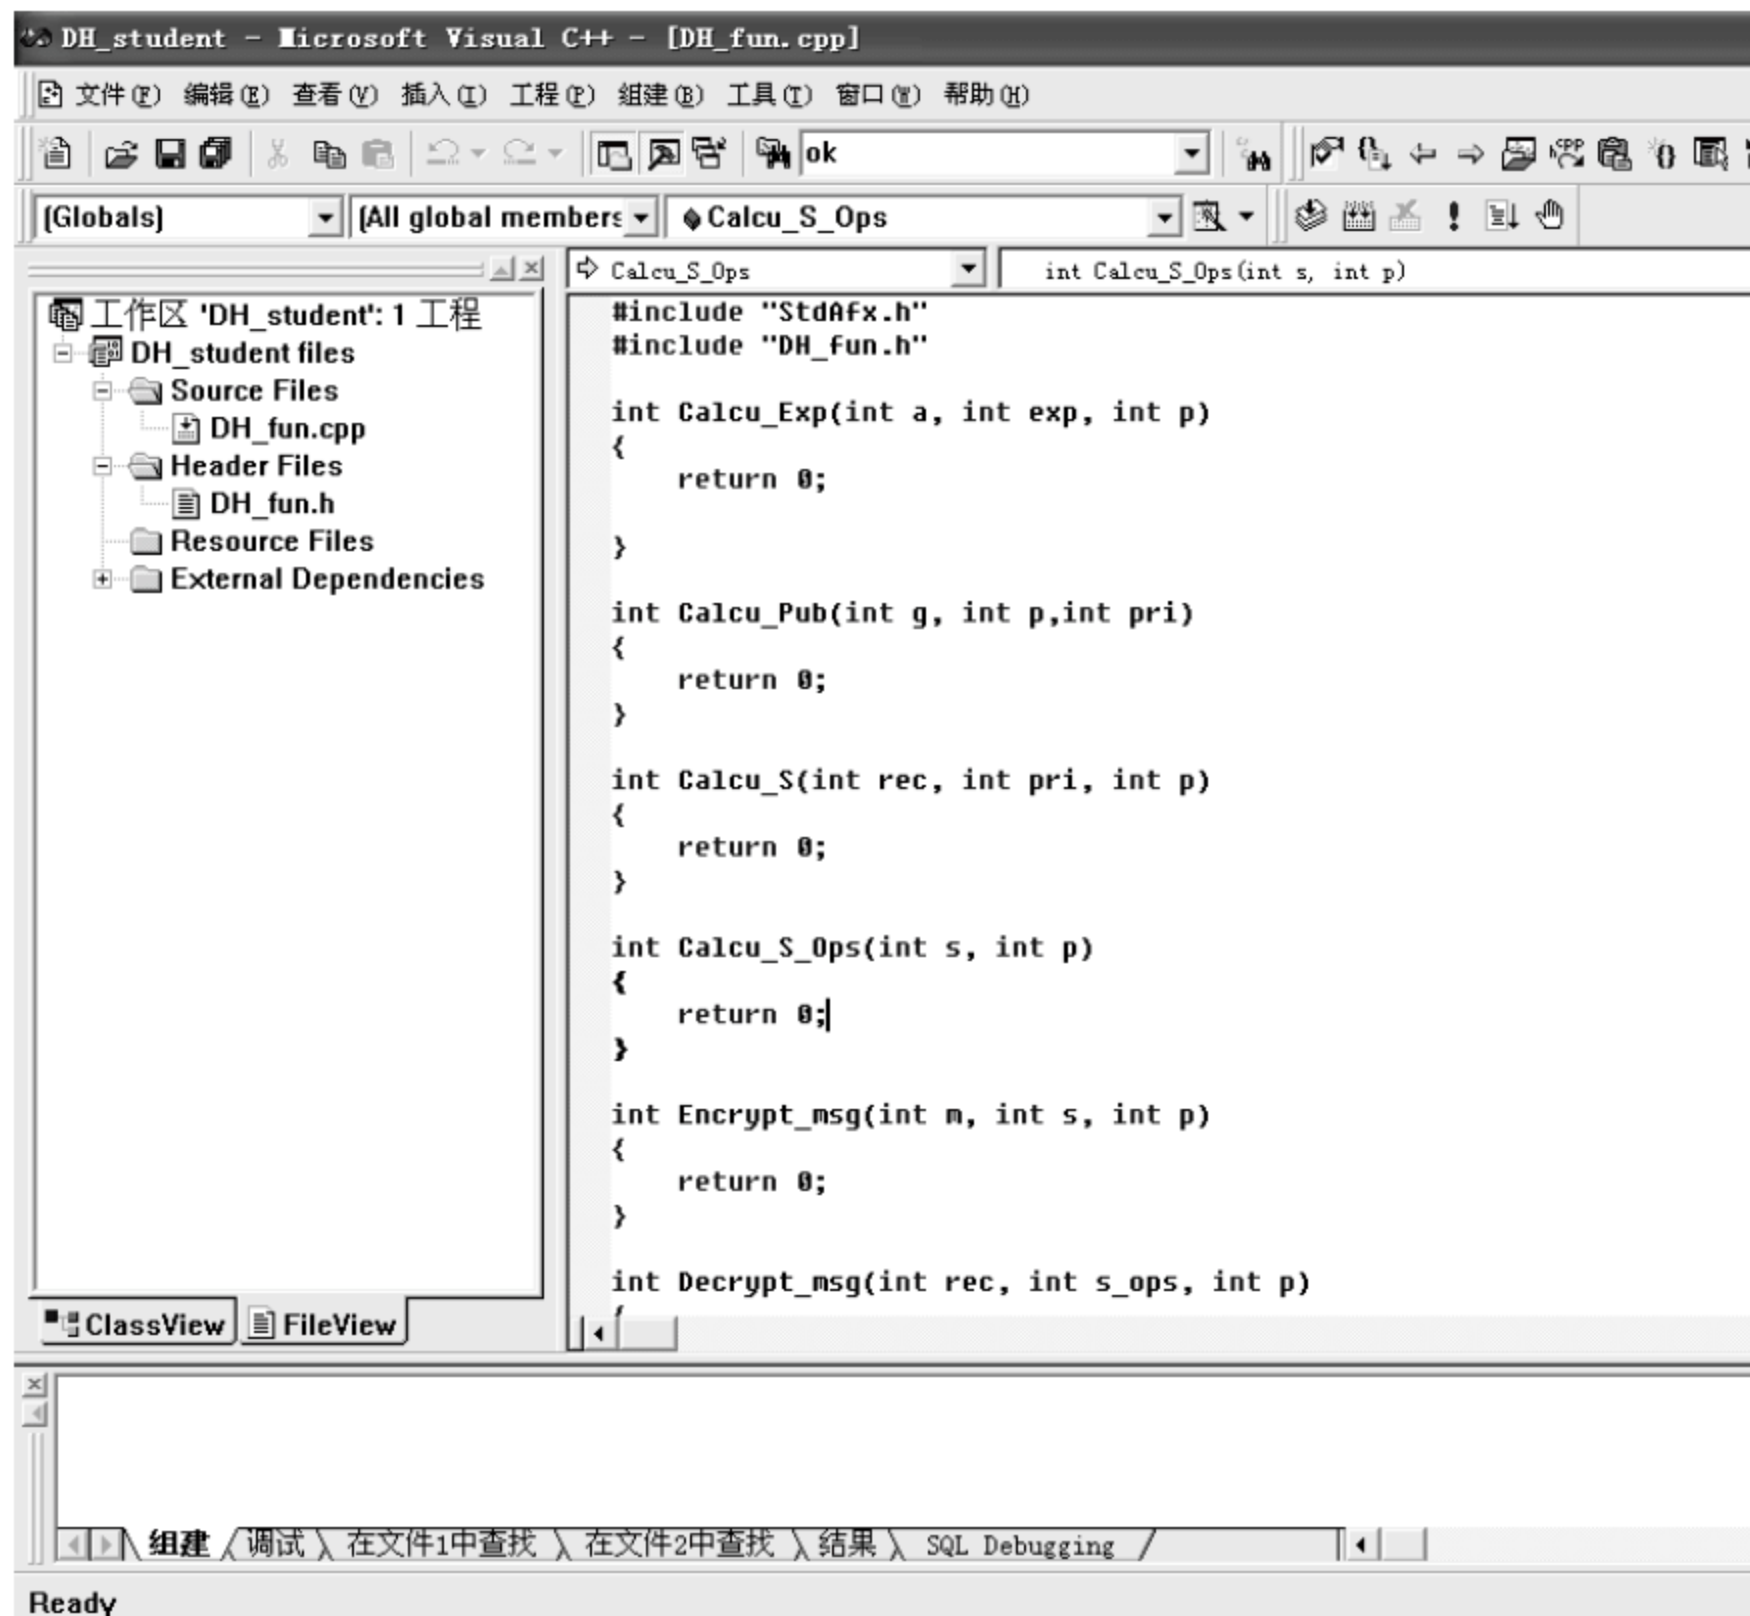 DH_student - Microsoft Visual C++ - [DH_fun.cpp]
文件(F) 编辑(E) 查看(V) 插入(I) 工程(P) 组建(B) 工具(T) 窗口(W) 帮助(H)
ok
(Globals) (All global members Calcu_S_Ops
Calcu_S_Ops int Calcu_S_Ops(int s, int p)
工作区 'DH_student': 1 工程
DH_student files
Source Files
DH_fun.cpp
Header Files
DH_fun.h
Resource Files
External Dependencies
ClassView FileView
#include "StdAfx.h"
#include "DH_fun.h"
int Calcu_Exp(int a, int exp, int p)
{
return 0;
}
int Calcu_Pub(int g, int p,int pri)
{
return 0;
}
int Calcu_S(int rec, int pri, int p)
{
return 0;
}
int Calcu_S_Ops(int s, int p)
{
return 0;
}
int Encrypt_msg(int m, int s, int p)
{
return 0;
}
int Decrypt_msg(int rec, int s_ops, int p)
{
组建 调试 在文件1中查找 在文件2中查找 结果 SQL Debugging
Ready